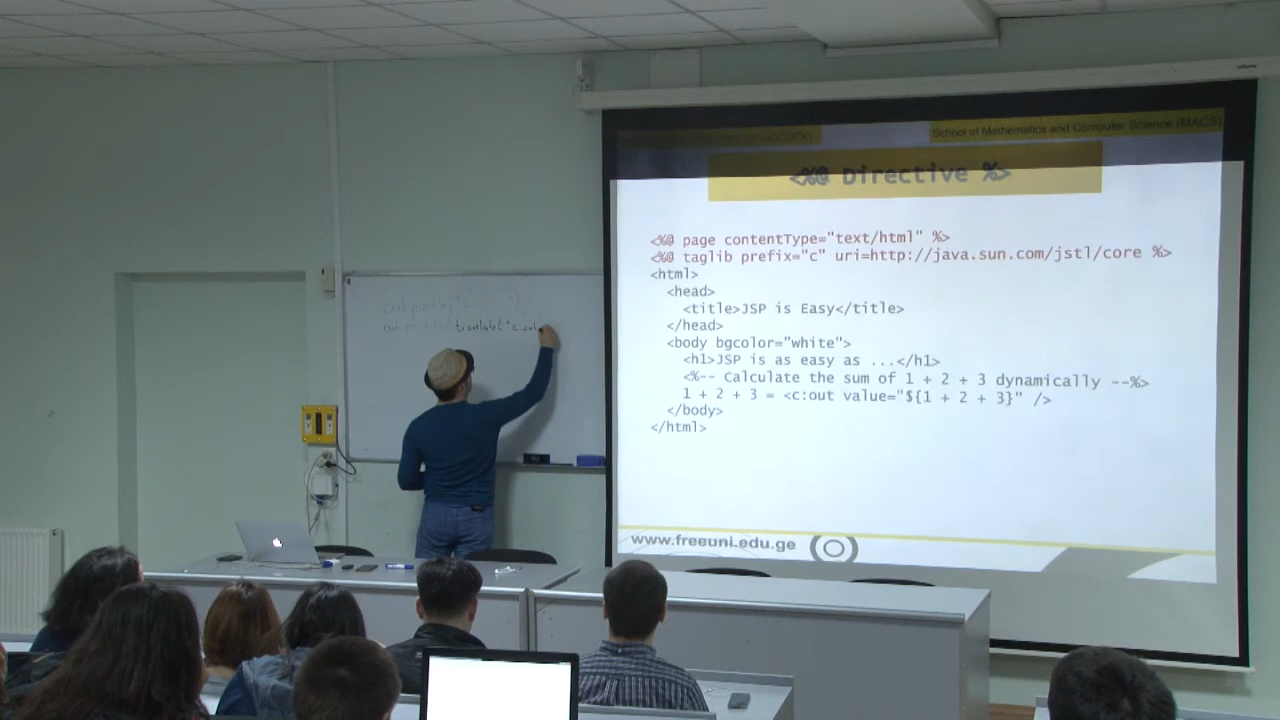 School of Mathematics and Computer Science (MACS)
<%@ Directive %>
<%@ page contentType="text/html" %>
<%@ taglib prefix="c" uri=http://java.sun.com/jstl/core %>
<html>
<head>
<title>JSP is Easy</title>
</head>
<body bgcolor="white">
<h1>JSP is as easy as ...</h1>
<%-- Calculate the sum of 1 + 2 + 3 dynamically --%>
1 + 2 + 3 = <c:out value="${1 + 2 + 3}" />
</body>
</html>
www.freeuni.edu.ge
translate("c:out